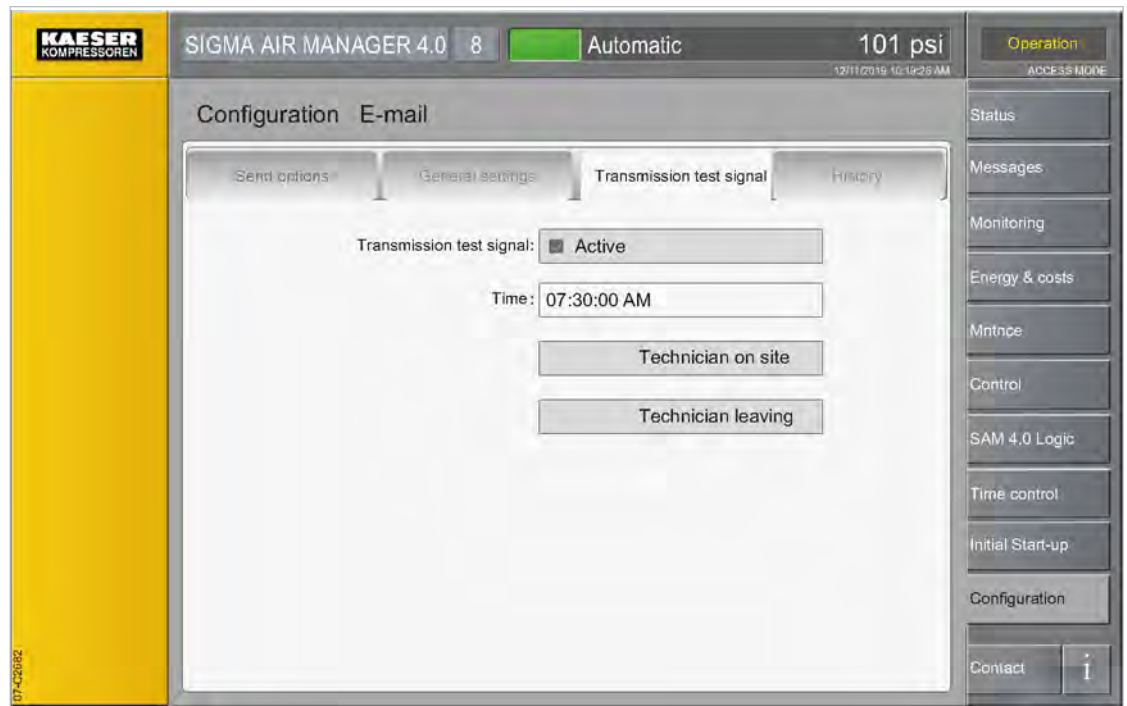 KAESER
KOMPRESSOREN
SIGMA AIR MANAGER 4.0 8 Automatic 101 psi
12/11/2019 10:19:28 AM
Operation
ACCESS MODE
Configuration E-mail
Send options General settings Transmission test signal History
Transmission test signal: Active
Time: 07:30:00 AM
Technician on site
Technician leaving
Status
Messages
Monitoring
Energy & costs
Mntnce
Control
SAM 4.0 Logic
Time control
Initial Start-up
Configuration
Contact i
07-C2682